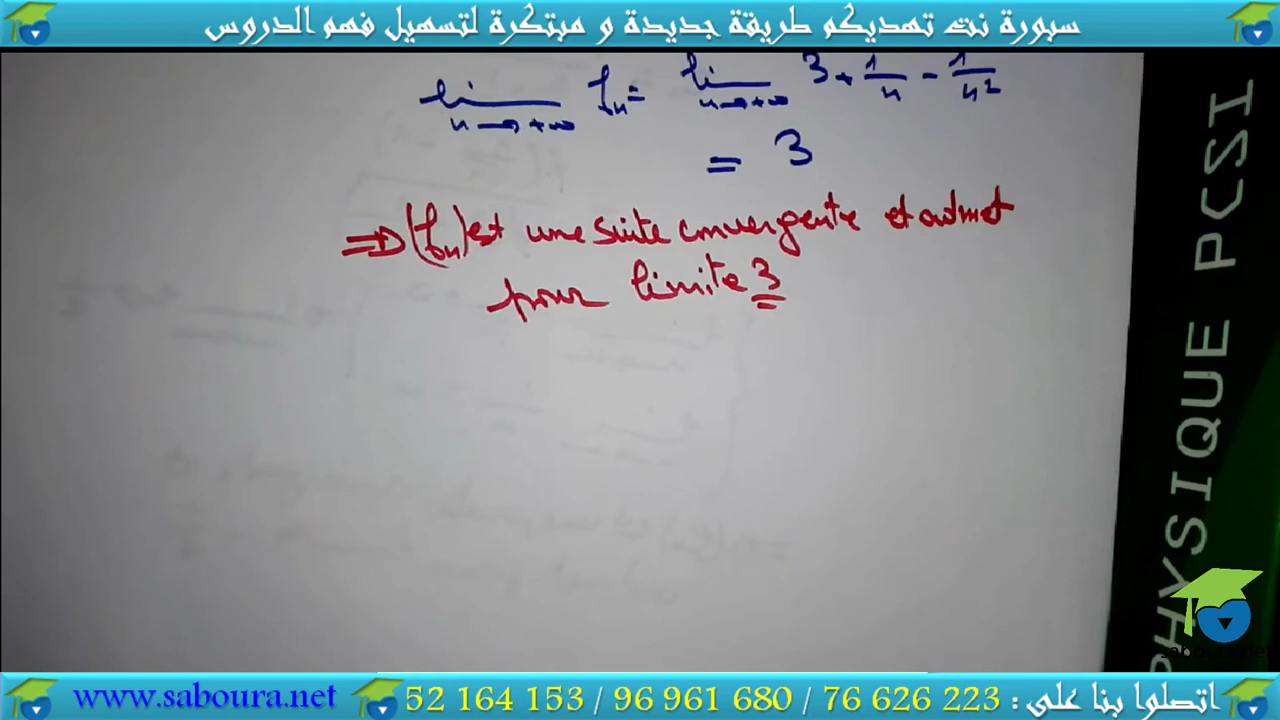 سبورة نت تهديكم طريقة جديدة و مبتكرة لتسهيل فهم الدروس
lim fn = lim 3 + 1/n - 1/n²
n→+∞ n→+∞
= 3
⇒ (fn) est une suite convergente et admet
pour limite 3
PHYSIQUE PCSI
saboura.net
www.saboura.net
52 164 153 / 96 961 680 / 76 626 223 : اتصلوا بنا على